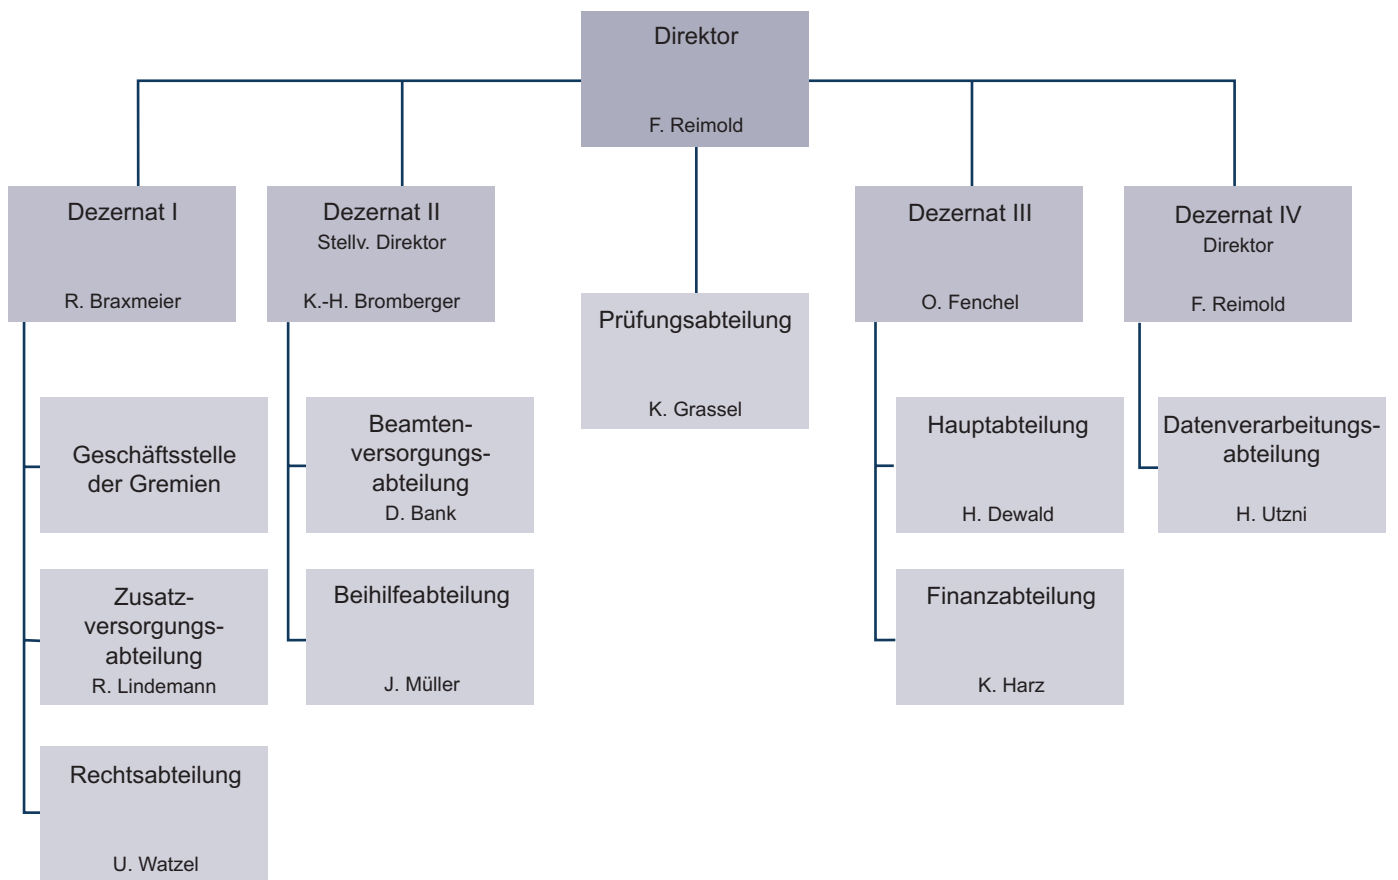 Direktor
F. Reimold
Dezernat I
R. Braxmeier
Dezernat II
Stellv. Direktor
K.-H. Bromberger
Prüfungsabteilung
K. Grassel
Dezernat III
O. Fenchel
Dezernat IV
Direktor
F. Reimold
Geschäftsstelle
der Gremien
Zusatz-
versorgungs-
abteilung
R. Lindemann
Rechtsabteilung
U. Watzel
Beamten-
versorgungs-
abteilung
D. Bank
Beihilfeabteilung
J. Müller
Hauptabteilung
H. Dewald
Finanzabteilung
K. Harz
Datenverarbeitungs-
abteilung
H. Utzni